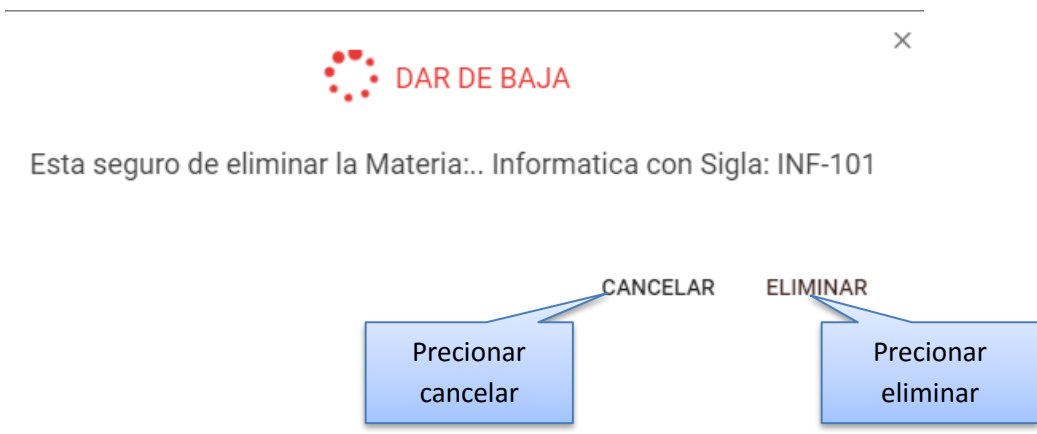 DAR DE BAJA
Esta seguro de eliminar la Materia:.. Informatica con Sigla: INF-101
CANCELAR ELIMINAR
Precionar
cancelar
Precionar
eliminar